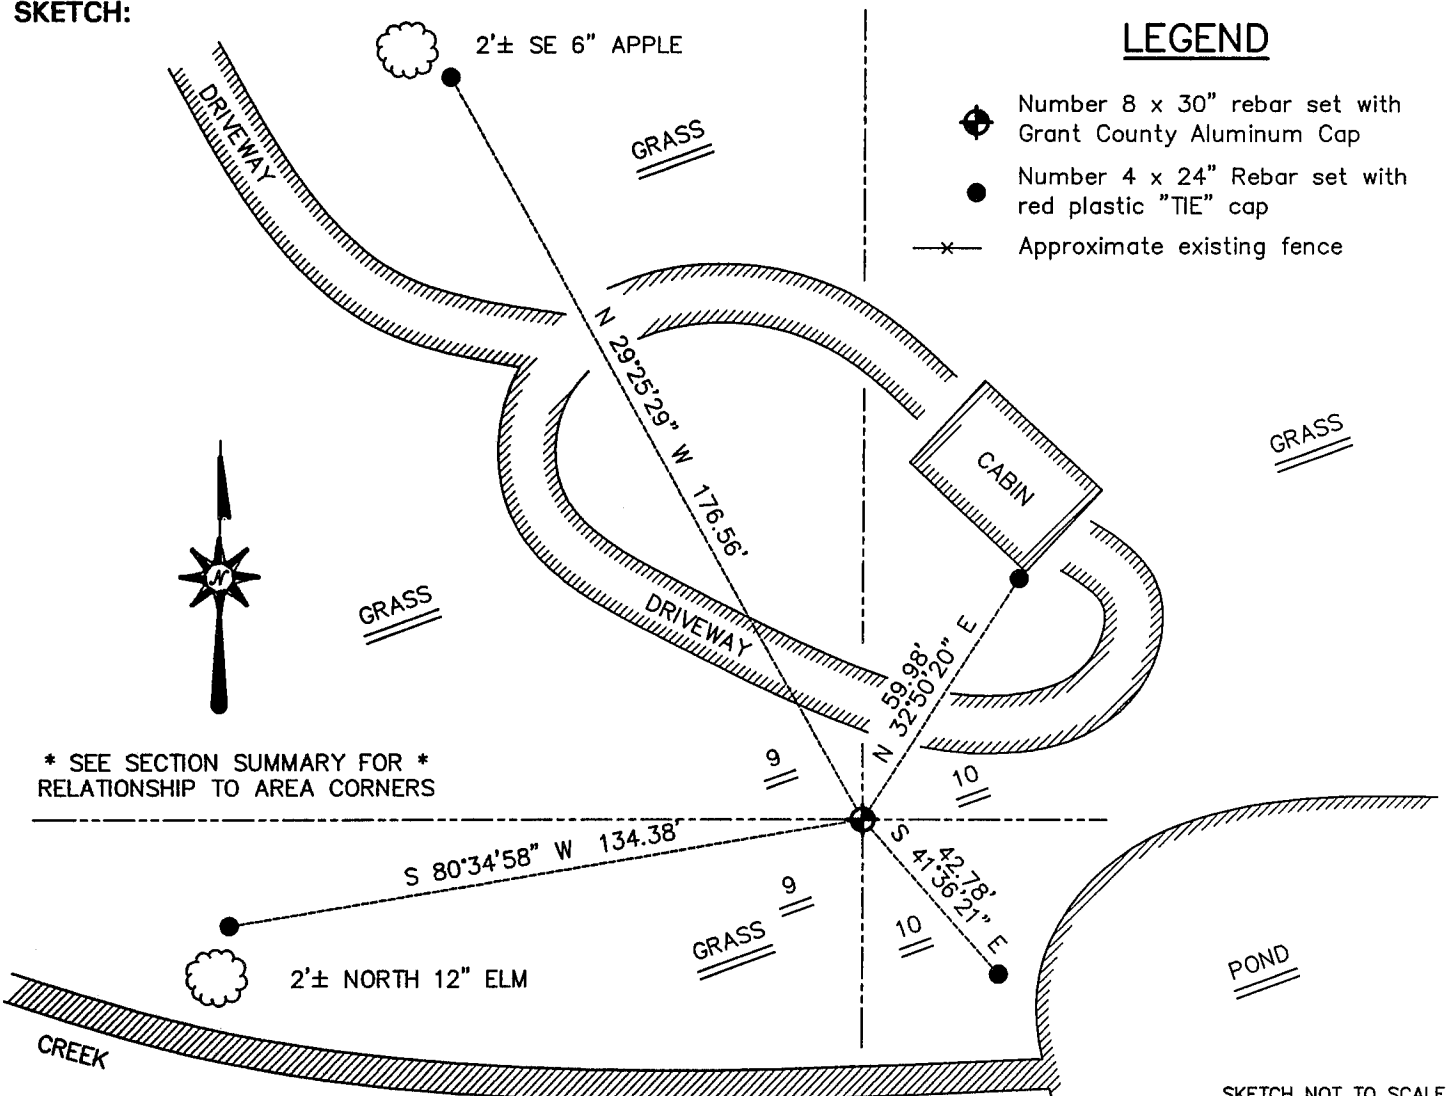 SKETCH:
2'± SE 6" APPLE
LEGEND
Number 8 x 30" rebar set with
Grant County Aluminum Cap
Number 4 x 24" Rebar set with
red plastic "TIE" cap
Approximate existing fence
DRIVEWAY
GRASS
N 29°25'29" W 176.56'
GRASS
CABIN
N
GRASS
DRIVEWAY
59.98'
N 32°50'20" E
* SEE SECTION SUMMARY FOR *
RELATIONSHIP TO AREA CORNERS
9
10
S 80°34'58" W 134.38'
42.78'
S 41°36'21" E
9
10
GRASS
POND
2'± NORTH 12" ELM
CREEK
SKETCH NOT TO SCALE